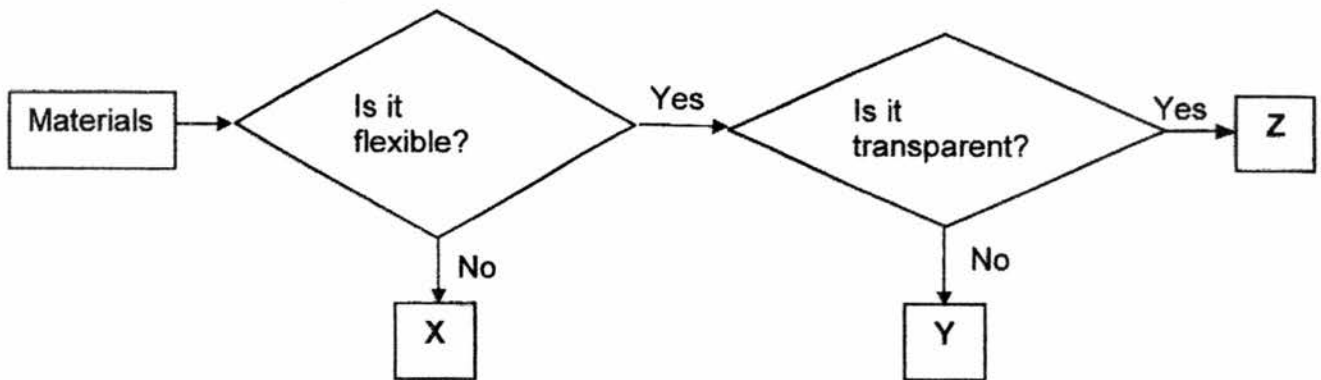 Materials
Is it
flexible?
Yes
Is it
transparent?
Yes
Z
No
X
No
Y